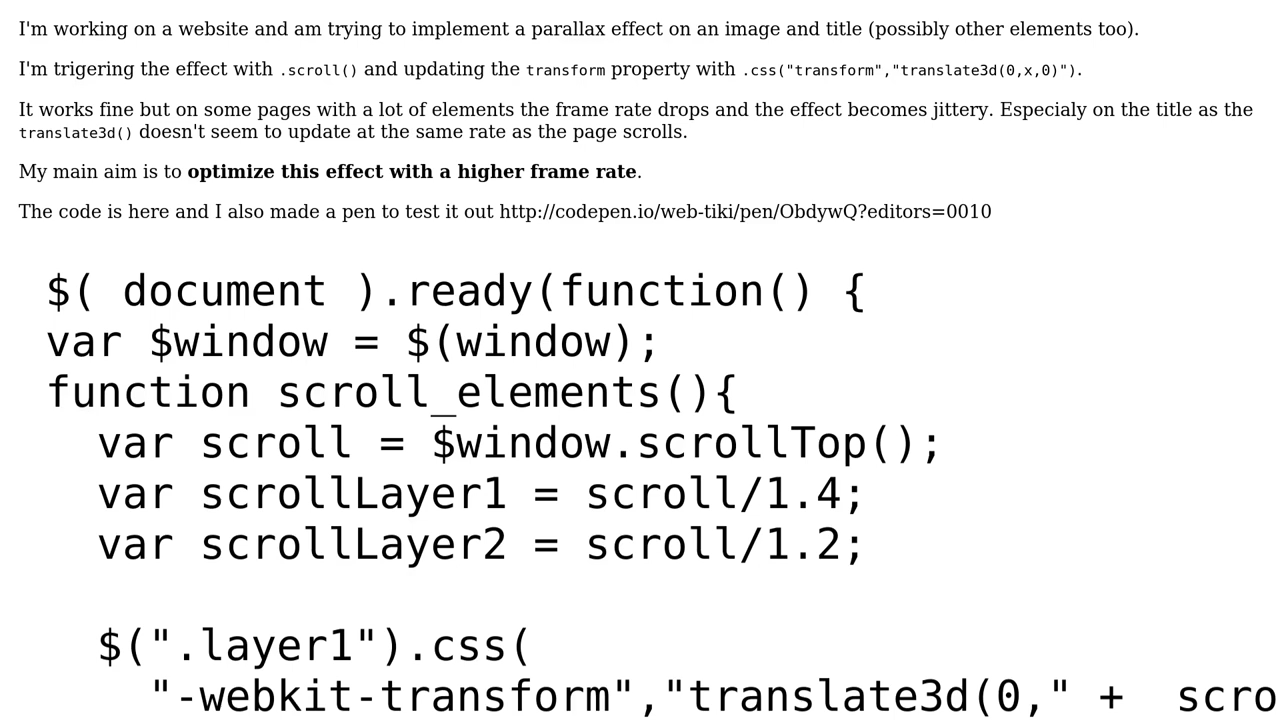 I'm working on a website and am trying to implement a parallax effect on an image and title (possibly other elements too).
I'm trigering the effect with .scroll() and updating the transform property with .css("transform","translate3d(0,x,0)").
It works fine but on some pages with a lot of elements the frame rate drops and the effect becomes jittery. Especialy on the title as the
translate3d() doesn't seem to update at the same rate as the page scrolls.
My main aim is to optimize this effect with a higher frame rate.
The code is here and I also made a pen to test it out http://codepen.io/web-tiki/pen/ObdywQ?editors=0010
$( document ).ready(function() {
var $window = $(window);
function scroll_elements(){
  var scroll = $window.scrollTop();
  var scrollLayer1 = scroll/1.4;
  var scrollLayer2 = scroll/1.2;
  $(".layer1").css(
    "-webkit-transform","translate3d(0," +  scro